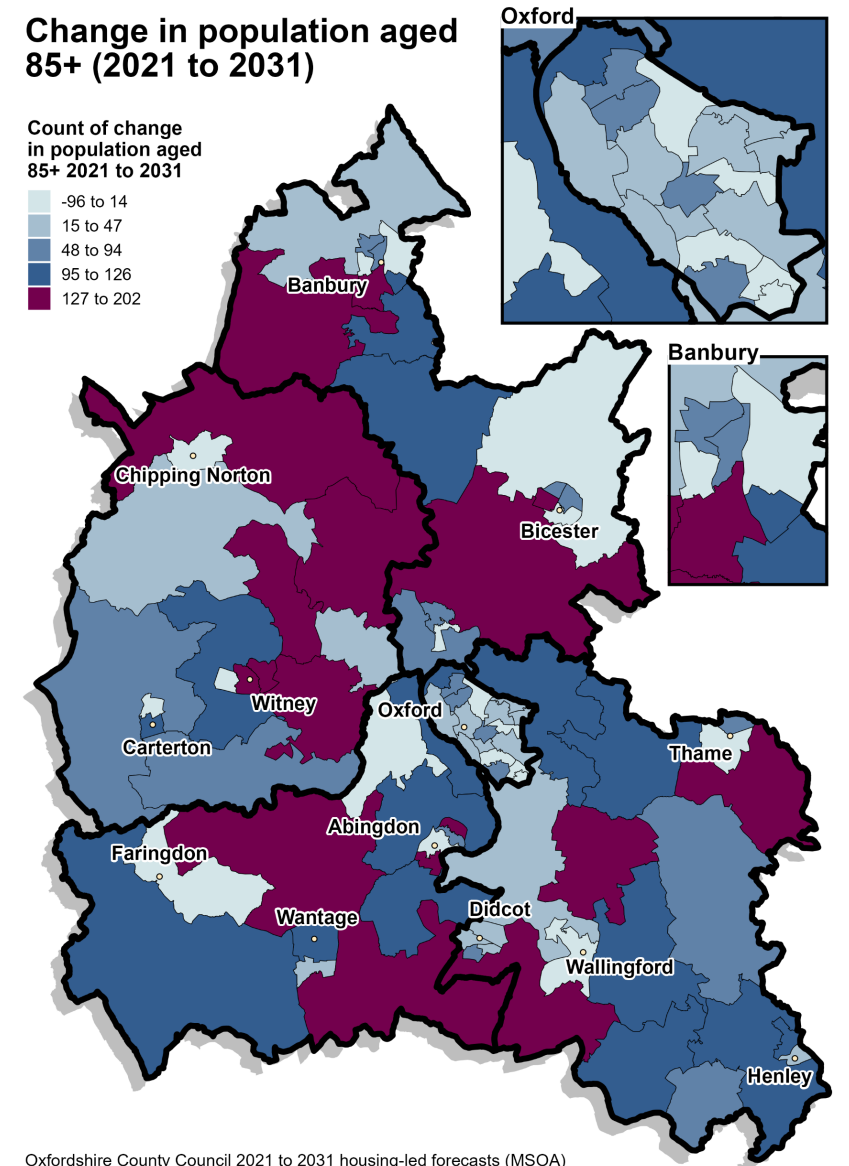 Change in population aged
85+ (2021 to 2031)
Count of change
in population aged
85+ 2021 to 2031
-96 to 14
15 to 47
48 to 94
95 to 126
127 to 202
Oxford
Banbury
Banbury
Chipping Norton
Bicester
Witney
Oxford
Carterton
Thame
Abingdon
Faringdon
Wantage
Didcot
Wallingford
Henley
Oxfordshire County Council 2021 to 2031 housing-led forecasts (MSOA)